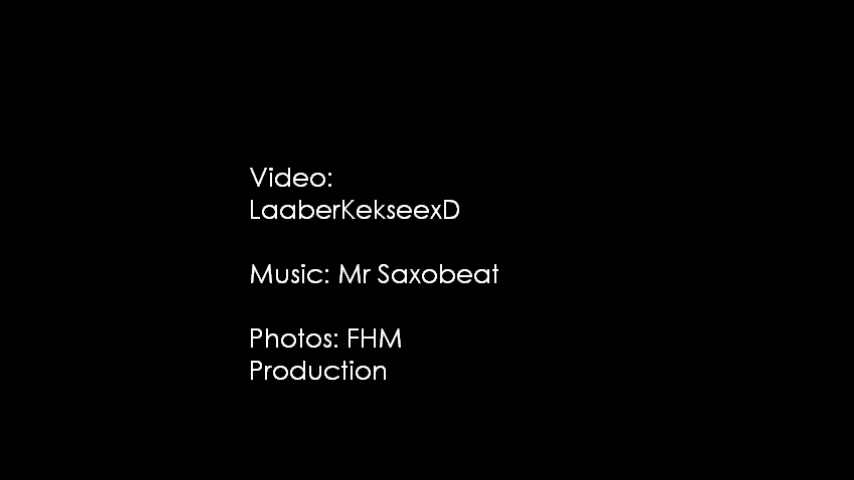 Video:
LaaberKekseexD
Music: Mr Saxobeat
Photos: FHM
Production